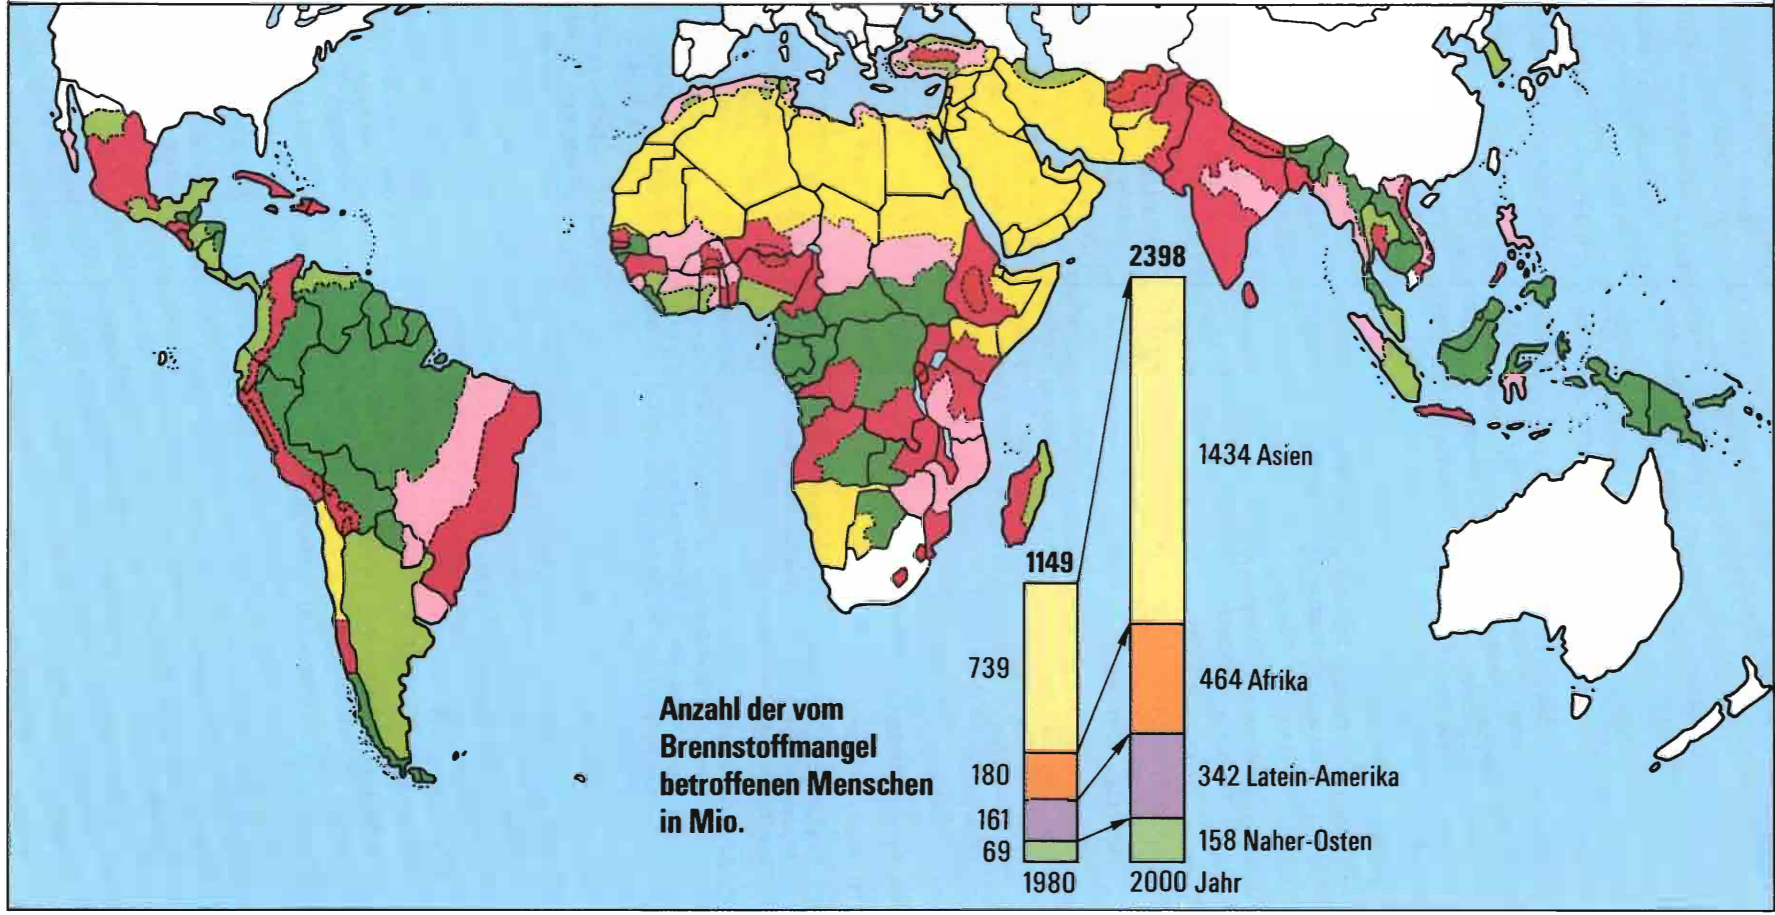 2398
1434 Asien
1149
Anzahl der vom
Brennstoffmangel
betroffenen Menschen
in Mio.
739
464 Afrika
180
342 Latein-Amerika
161
69
158 Naher-Osten
1980
2000 Jahr